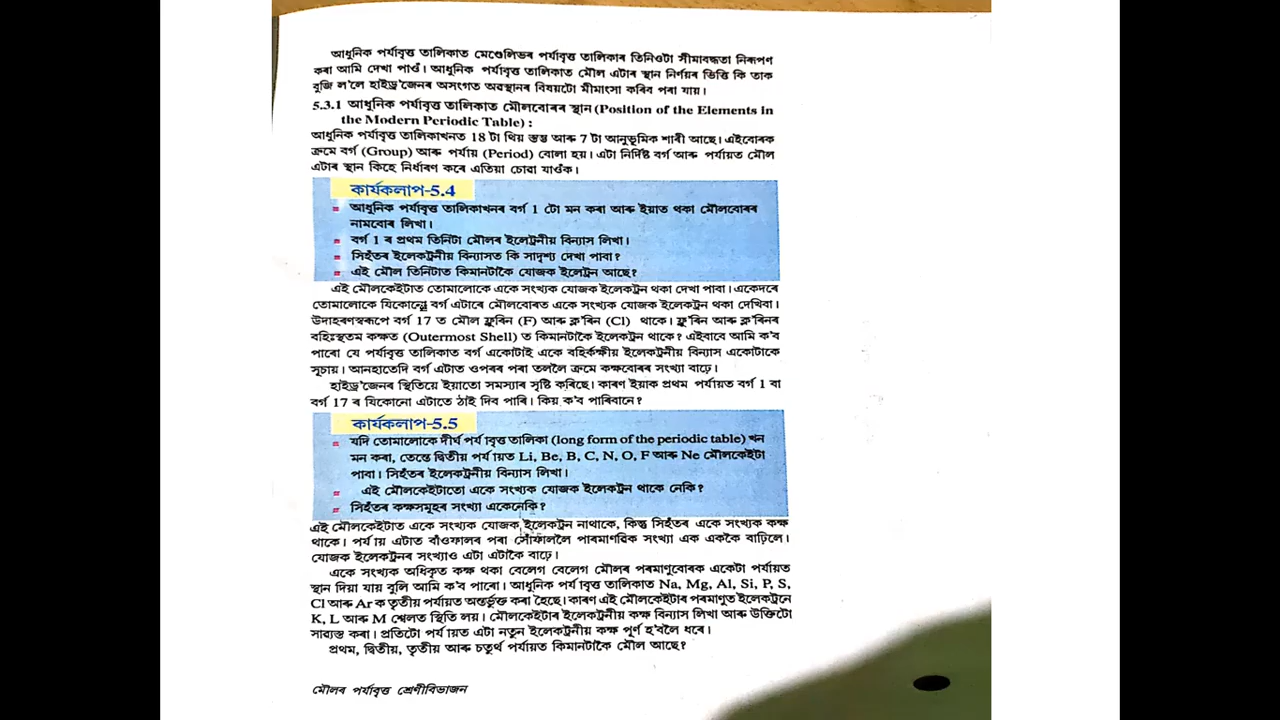 আধুনিক পৰ্যাবৃত্ত তালিকাত মেণ্ডেলিভৰ পৰ্যাবৃত্ত তালিকাৰ তিনিওটা সীমাবদ্ধতা নিৰূপণ
কৰা আমি দেখা পাওঁ। আধুনিক পৰ্যাবৃত্ত তালিকাত মৌল এটাৰ স্থান নিৰ্ণয়ৰ ভিত্তি কি তাক
বুজি ল'লে হাইড্ৰ'জেনৰ অসংগত অৱস্থানৰ বিষয়টো মীমাংসা কৰিব পৰা যায়।
5.3.1 আধুনিক পৰ্যাবৃত্ত তালিকাত মৌলবোৰৰ স্থান (Position of the Elements in
the Modern Periodic Table) :
আধুনিক পৰ্যাবৃত্ত তালিকাখনত 18 টা থিয় স্তম্ভ আৰু 7 টা আনুভূমিক শাৰী আছে। এইবোৰক
ক্ৰমে বৰ্গ (Group) আৰু পৰ্যায় (Period) বোলা হয়। এটা নিৰ্দিষ্ট বৰ্গ আৰু পৰ্যায়ত মৌল
এটাৰ স্থান কিহে নিৰ্ধাৰণ কৰে এতিয়া চোৱা যাওঁক।
কাৰ্যকলাপ-5.4
আধুনিক পৰ্যাবৃত্ত তালিকাখনৰ বৰ্গ 1 টো মন কৰা আৰু ইয়াত থকা মৌলবোৰৰ
নামবোৰ লিখা।
বৰ্গ 1 ৰ প্ৰথম তিনিটা মৌলৰ ইলেট্ৰনীয় বিন্যাস লিখা।
সিহঁতৰ ইলেকট্ৰনীয় বিন্যাসত কি সাদৃশ্য দেখা পাবা?
এই মৌল তিনিটাত কিমানটাকৈ যোজক ইলেট্ৰন আছে?
এই মৌলকেইটাত তোমালোকে একে সংখ্যক যোজক ইলেকট্ৰন থকা দেখা পাবা। একেদৰে
তোমালোকে যিকোনো বৰ্গ এটাৰে মৌলবোৰত একে সংখ্যক যোজক ইলেকট্ৰন থকা দেখিবা।
উদাহৰণস্বৰূপে বৰ্গ 17 ত মৌল ফ্লু'ৰিন (F) আৰু ক্ল'ৰিন (Cl) থাকে। ফ্লু'ৰিন আৰু ক্ল'ৰিনৰ
বহিঃস্থতম কক্ষত (Outermost Shell) ত কিমানটাকৈ ইলেকট্ৰন থাকে? এইবাবে আমি ক'ব
পাৰো যে পৰ্যাবৃত্ত তালিকাত বৰ্গ একোটাই একে বহিৰ্কক্ষীয় ইলেকট্ৰনীয় বিন্যাস একোটাকে
সূচায়। আনহাতেদি বৰ্গ এটাত ওপৰৰ পৰা তললৈ ক্ৰমে কক্ষবোৰৰ সংখ্যা বাঢ়ে।
হাইড্ৰ'জেনৰ স্থিতিয়ে ইয়াতো সমস্যাৰ সৃষ্টি কৰিছে। কাৰণ ইয়াক প্ৰথম পৰ্যায়ত বৰ্গ 1 বা
বৰ্গ 17 ৰ যিকোনো এটাতে ঠাই দিব পাৰি। কিয় ক'ব পাৰিবানে?
কাৰ্যকলাপ-5.5
যদি তোমালোকে দীৰ্ঘ পৰ্যাবৃত্ত তালিকা (long form of the periodic table) খন
মন কৰা, তেন্তে দ্বিতীয় পৰ্যায়ত Li, Be, B, C, N, O, F আৰু Ne মৌলকেইটা
পাবা। সিহঁতৰ ইলেকট্ৰনীয় বিন্যাস লিখা।
এই মৌলকেইটাতো একে সংখ্যক যোজক ইলেকট্ৰন থাকে নেকি?
সিহঁতৰ কক্ষসমূহৰ সংখ্যা একেনেকি?
এই মৌলকেইটাত একে সংখ্যক যোজক ইলেকট্ৰন নাথাকে, কিন্তু সিহঁতৰ একে সংখ্যক কক্ষ
থাকে। পৰ্যায় এটাত বাঁওফালৰ পৰা সোঁফাললৈ পাৰমাণৱিক সংখ্যা এক এককৈ বাঢ়িলে।
যোজক ইলেকট্ৰনৰ সংখ্যাও এটা এটাকৈ বাঢ়ে।
একে সংখ্যক অধিকৃত কক্ষ থকা বেলেগ বেলেগ মৌলৰ পৰমাণুবোৰক একেটা পৰ্যায়ত
স্থান দিয়া যায় বুলি আমি ক'ব পাৰো। আধুনিক পৰ্যাবৃত্ত তালিকাত Na, Mg, Al, Si, P, S,
Cl আৰু Ar ক তৃতীয় পৰ্যায়ত অন্তৰ্ভুক্ত কৰা হৈছে। কাৰণ এই মৌলকেইটাৰ পৰমাণুত ইলেকট্ৰনে
K, L আৰু M শ্বেলত স্থিতি লয়। মৌলকেইটাৰ ইলেকট্ৰনীয় কক্ষ বিন্যাস লিখা আৰু উক্তিটো
সাব্যস্ত কৰা। প্ৰতিটো পৰ্যায়ত এটা নতুন ইলেকট্ৰনীয় কক্ষ পূৰ্ণ হ'বলৈ ধৰে।
প্ৰথম, দ্বিতীয়, তৃতীয় আৰু চতুৰ্থ পৰ্যায়ত কিমানটাকৈ মৌল আছে?
মৌলৰ পৰ্যাবৃত্ত শ্ৰেণীবিভাজন